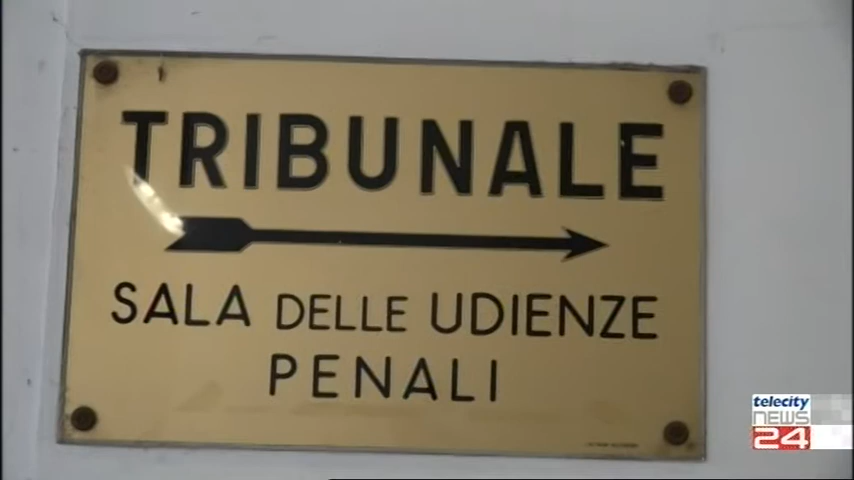 TRIBUNALE
SALA DELLE UDIENZE
PENALI
telecity
NEWS
24